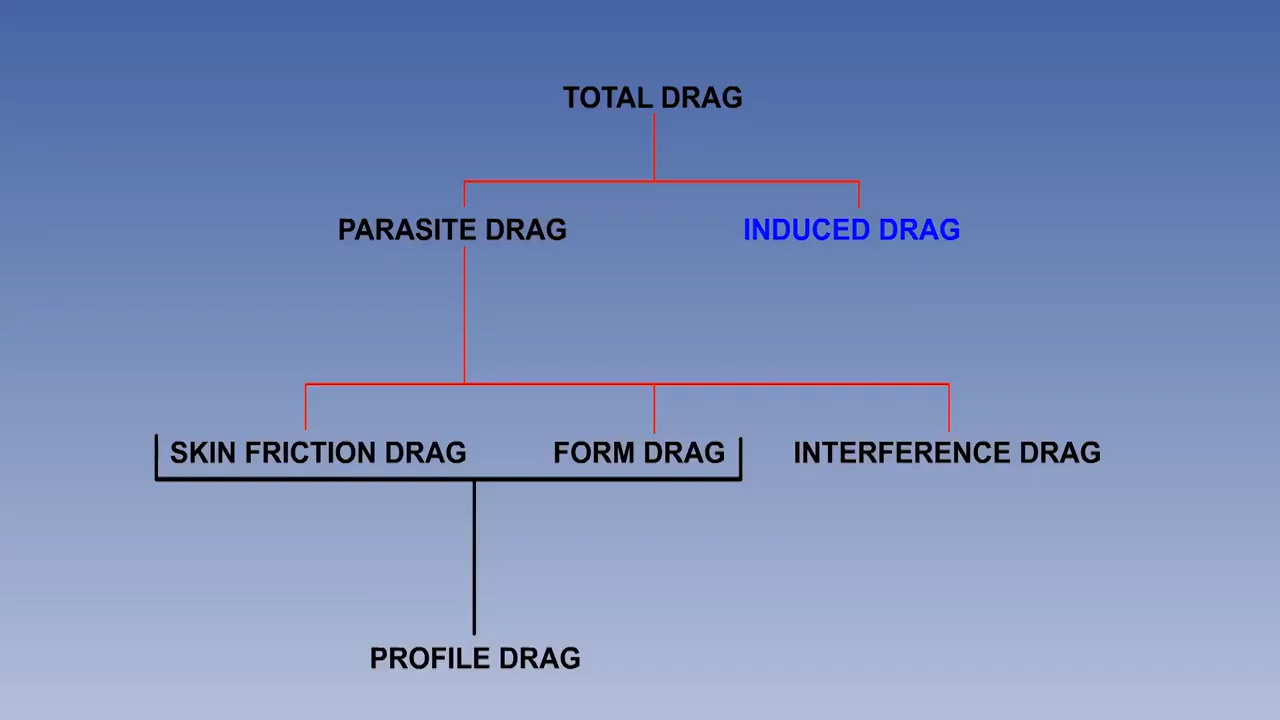 TOTAL DRAG
PARASITE DRAG
INDUCED DRAG
SKIN FRICTION DRAG
FORM DRAG
INTERFERENCE DRAG
PROFILE DRAG